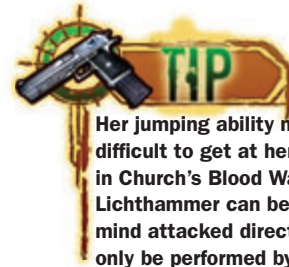 TIP
Her jumping ability
difficult to get at her
in Church's Blood
Lichthammer can be
mind attacked direct
only be performed by